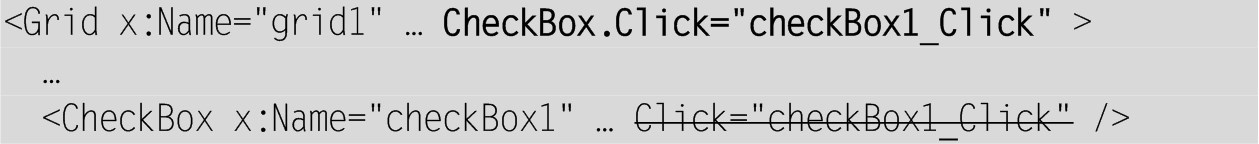 <Grid x:Name="grid1" … CheckBox.Click="checkBox1_Click" >
…
<CheckBox x:Name="checkBox1" … Click="checkBox1_Click" />